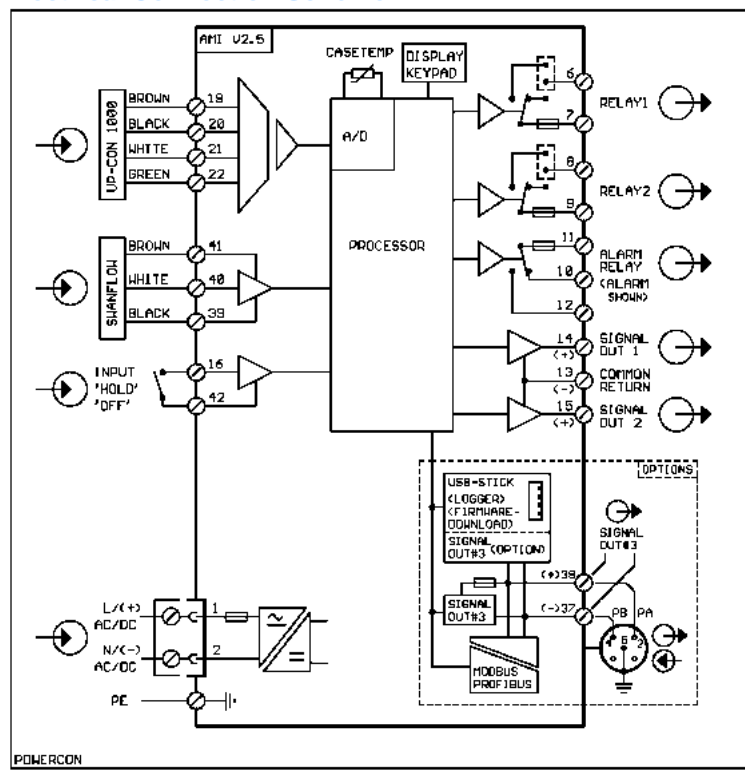 AMI V2.5
CASETEMP
DISPLAY
KEYPAD
UP-CON 1000
BROWN 19
BLACK 20
WHITE 21
GREEN 22
A/D
PROCESSOR
6
RELAY1
7
8
RELAY2
9
SWANFLOW
BROWN 41
WHITE 40
BLACK 39
11
ALARM
RELAY
10
(ALARM
SHOWN)
12
INPUT
'HOLD'
'OFF'
16
42
14
(+)
SIGNAL
OUT 1
13
(-)
COMMON
RETURN
15
(+)
SIGNAL
OUT 2
OPTIONS
USB-STICK
(LOGGER)
(FIRMWARE-
DOWNLOAD)
SIGNAL
OUT#3 (OPTION)
SIGNAL
OUT#3
(+)38
SIGNAL
OUT#3
(-)37
PB PA
4 5 2
MODBUS
PROFIBUS
L/(+)
AC/DC
1
N/(-)
AC/DC
2
PE
POWERCON